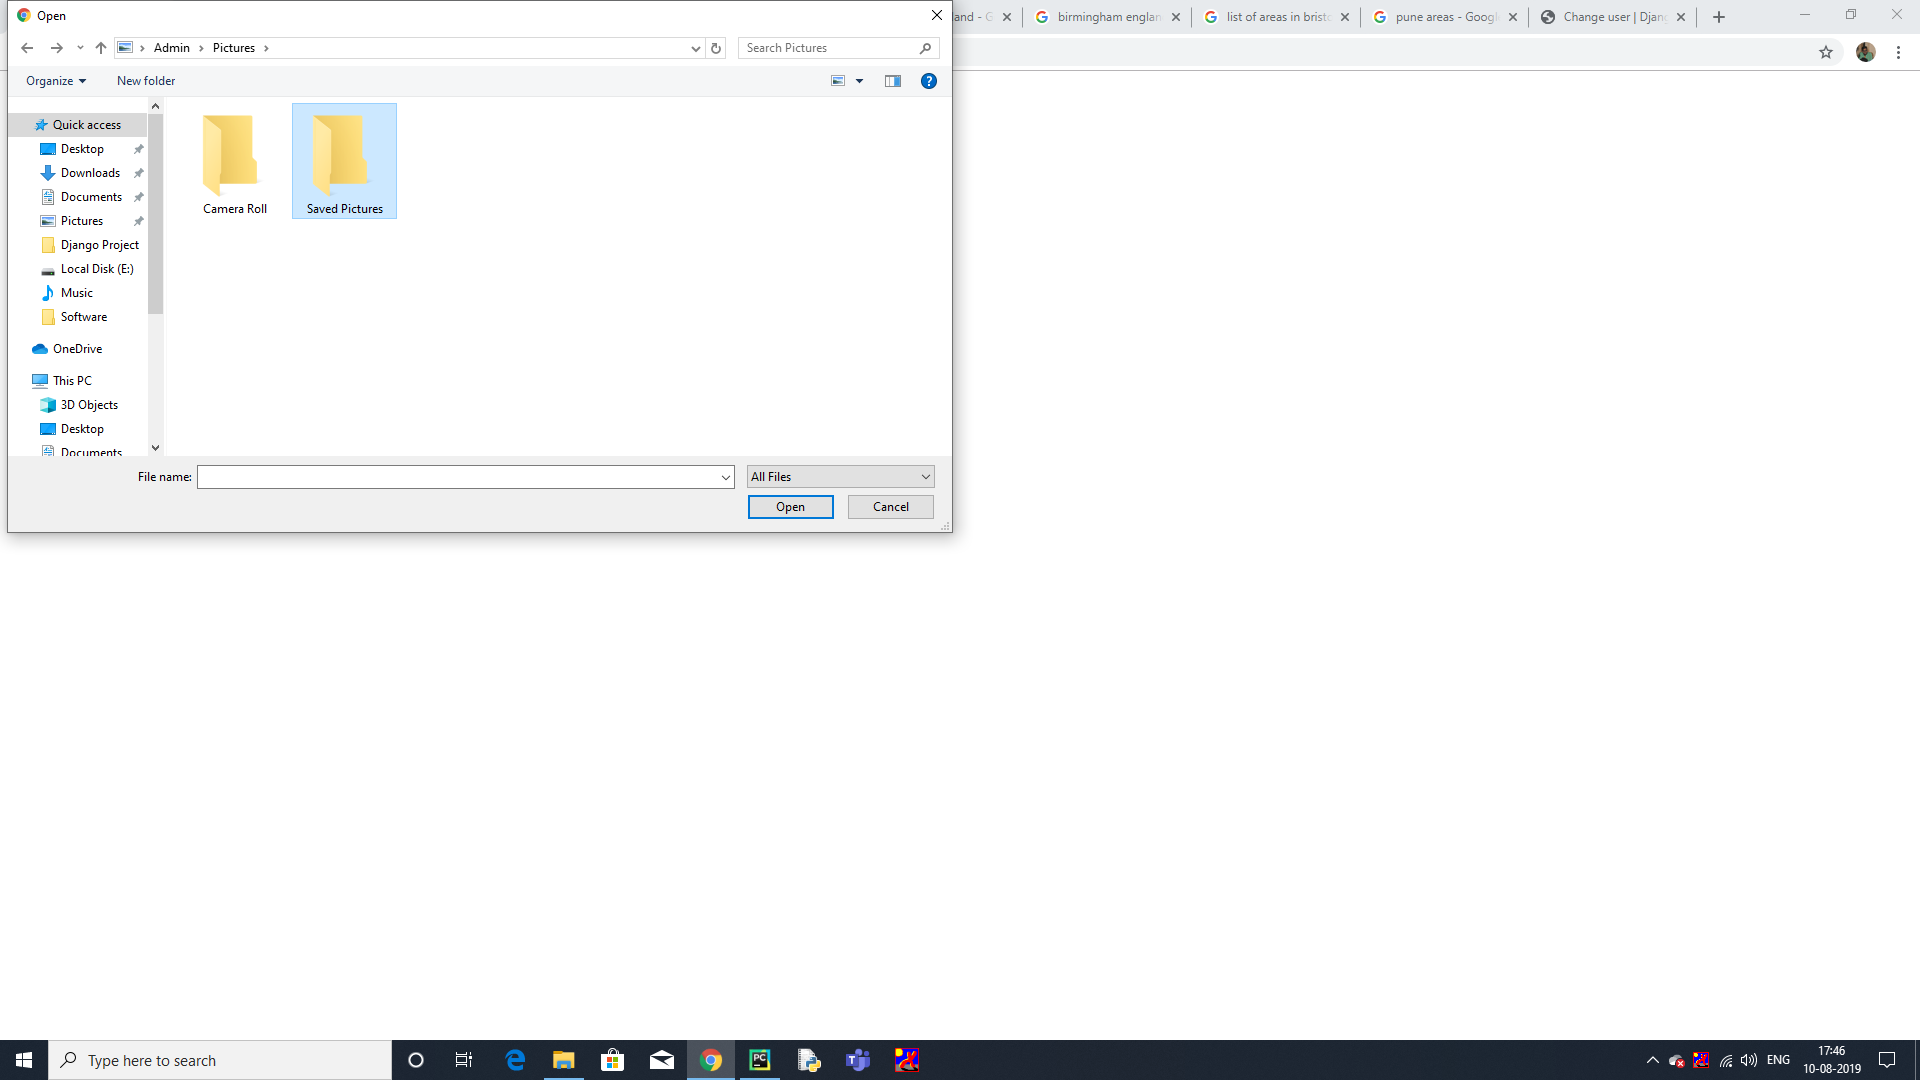 Open
land - G
birmingham englan
list of areas in bristo
pune areas - Googl
Change user | Djan
Admin
Pictures
Search Pictures
Organize
New folder
Quick access
Desktop
Downloads
Documents
Pictures
Django Project
Local Disk (E:)
Music
Software
OneDrive
This PC
3D Objects
Desktop
Documents
Camera Roll
Saved Pictures
File name:
All Files
Open
Cancel
Type here to search
ENG
17:46
10-08-2019